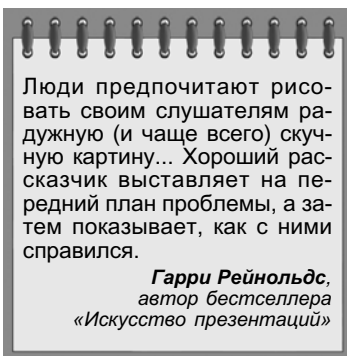 Люди предпочитают рисо-
вать своим слушателям ра-
дужную (и чаще всего) скуч-
ную картину... Хороший рас-
сказчик выставляет на пе-
редний план проблемы, а за-
тем показывает, как с ними
справился.
Гарри Рейнольдс,
автор бестселлера
«Искусство презентаций»